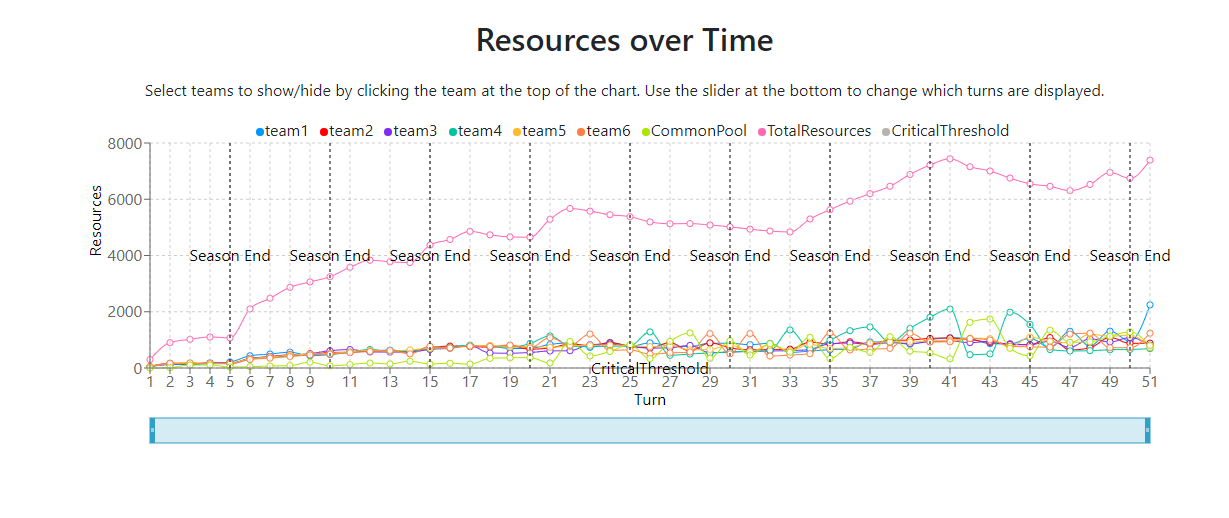 Resources over Time
Select teams to show/hide by clicking the team at the top of the chart. Use the slider at the bottom to change which turns are displayed.
team1 team2 team3 team4 team5 team6 CommonPool TotalResources CriticalThreshold
8000
6000
Resources
4000
Season End Season End Season End Season End Season End Season End Season End Season End Season End Season End
2000
0
CriticalThreshold
1 2 3 4 5 6 7 8 9 11 13 15 17 19 21 23 25 27 29 31 33 35 37 39 41 43 45 47 49 51
Turn